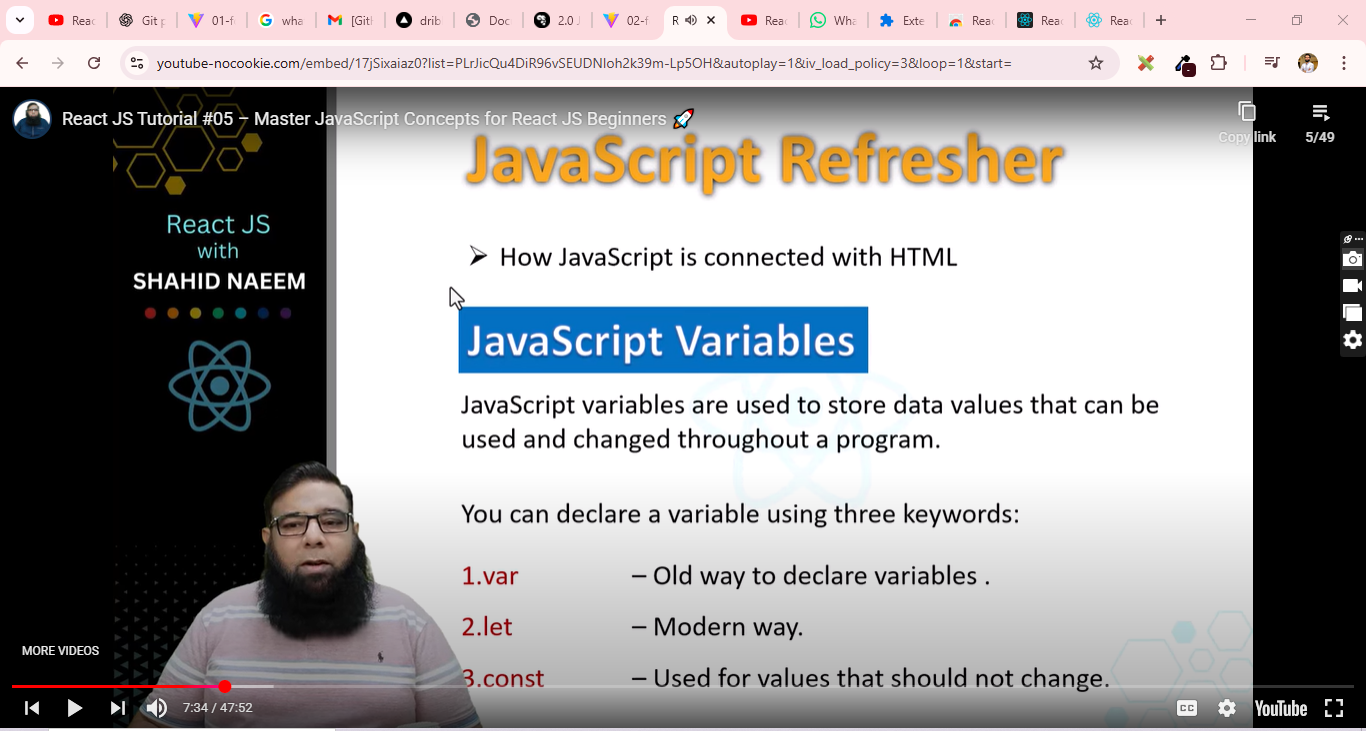 Reac
Git p
01-fo
wha
[Gith
drib
Doc
2.0 J
02-f
R
Reac
Wha
Exte
Reac
Reac
Reac
youtube-nocookie.com/embed/17jSixaiaz0?list=PLrJicQu4DiR96vSEUDNIoh2k39m-Lp5OH&autoplay=1&iv_load_policy=3&loop=1&start=
React JS Tutorial #05 – Master JavaScript Concepts for React JS Beginners 🚀
Copy link
5/49
JavaScript Refresher
React JS
with
SHAHID NAEEM
➢ How JavaScript is connected with HTML
JavaScript Variables
JavaScript variables are used to store data values that can be
used and changed throughout a program.
You can declare a variable using three keywords:
1.var – Old way to declare variables .
2.let – Modern way.
3.const – Used for values that should not change.
MORE VIDEOS
7:34 / 47:52
CC
YouTube